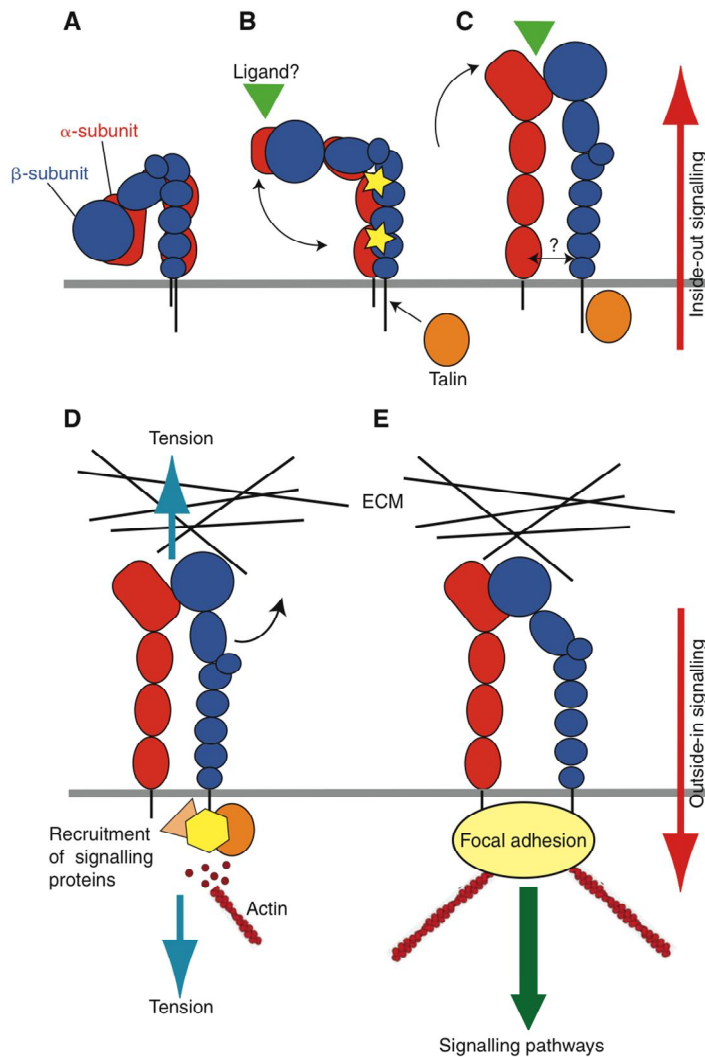 A
B
C
Ligand?
α-subunit
β-subunit
?
Talin
Inside-out signalling
D
E
Tension
ECM
Recruitment
of signalling
proteins
Actin
Tension
Focal adhesion
Outside-in signalling
Signalling pathways